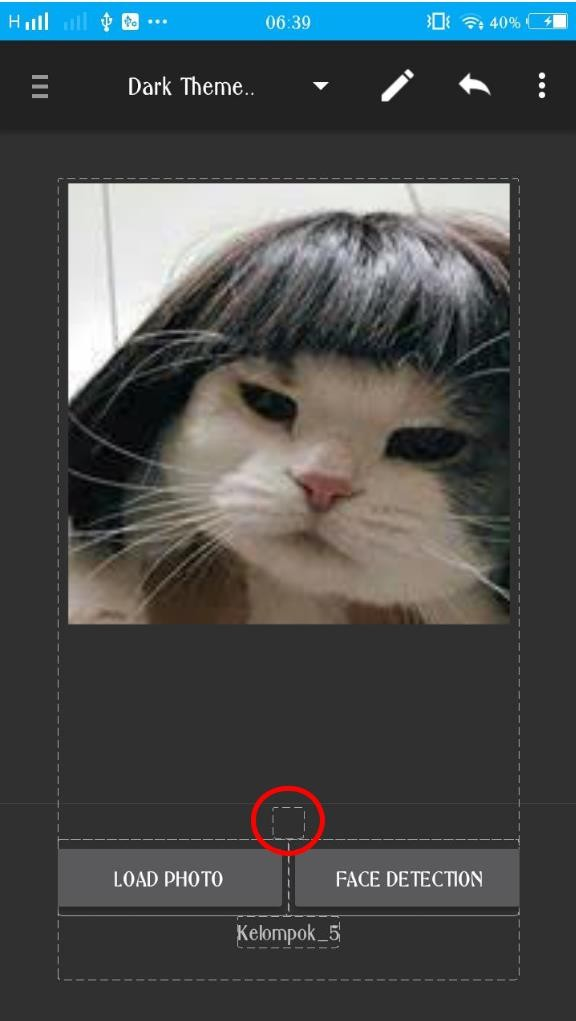 H 06:39 40%
Dark Theme..
LOAD PHOTO FACE DETECTION
Kelompok_5